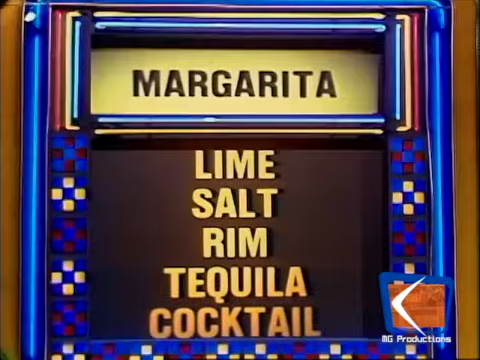 MARGARITA
LIME
SALT
RIM
TEQUILA
COCKTAIL
MG Productions